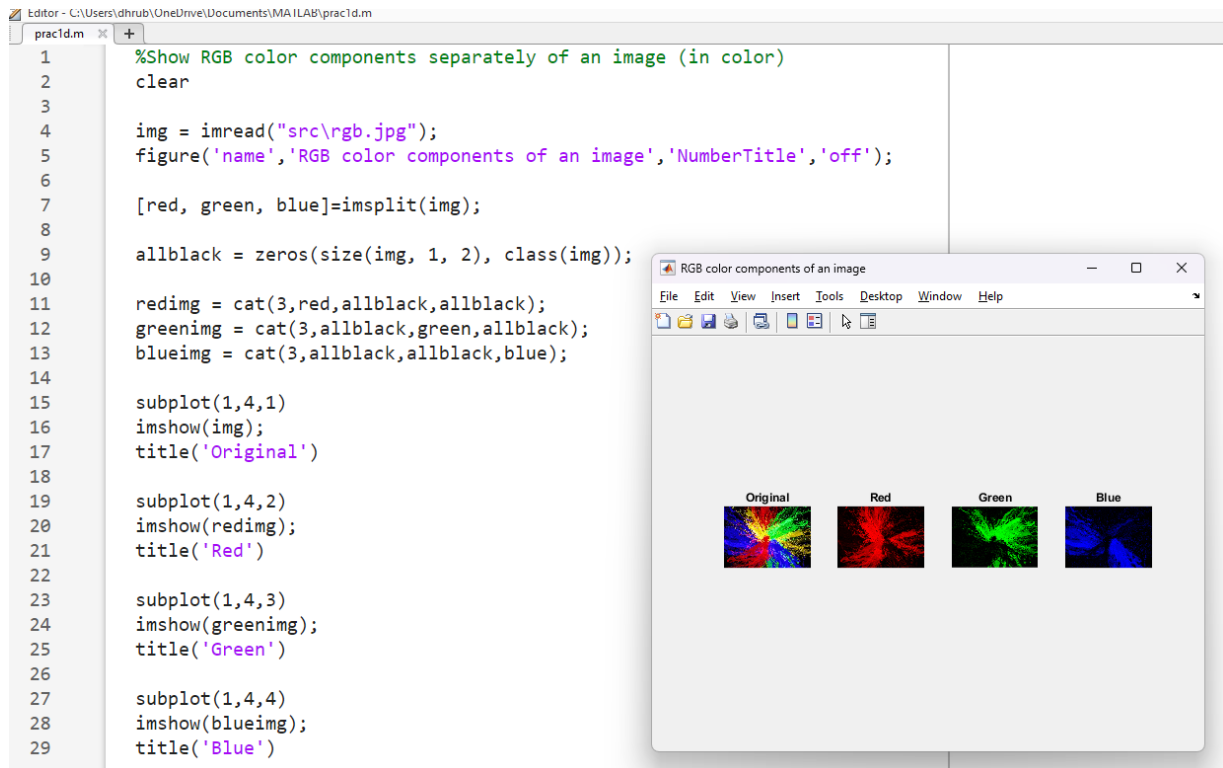 Editor - C:\Users\dhrub\OneDrive\Documents\MATLAB\prac1d.m
prac1d.m
1 %Show RGB color components separately of an image (in color)
2 clear
3
4 img = imread("src\rgb.jpg");
5 figure('name','RGB color components of an image','NumberTitle','off');
6
7 [red, green, blue]=imsplit(img);
8
9 allblack = zeros(size(img, 1, 2), class(img));
10
11 redimg = cat(3,red,allblack,allblack);
12 greenimg = cat(3,allblack,green,allblack);
13 blueimg = cat(3,allblack,allblack,blue);
14
15 subplot(1,4,1)
16 imshow(img);
17 title('Original')
18
19 subplot(1,4,2)
20 imshow(redimg);
21 title('Red')
22
23 subplot(1,4,3)
24 imshow(greenimg);
25 title('Green')
26
27 subplot(1,4,4)
28 imshow(blueimg);
29 title('Blue')
RGB color components of an image
File Edit View Insert Tools Desktop Window Help
Original Red Green Blue